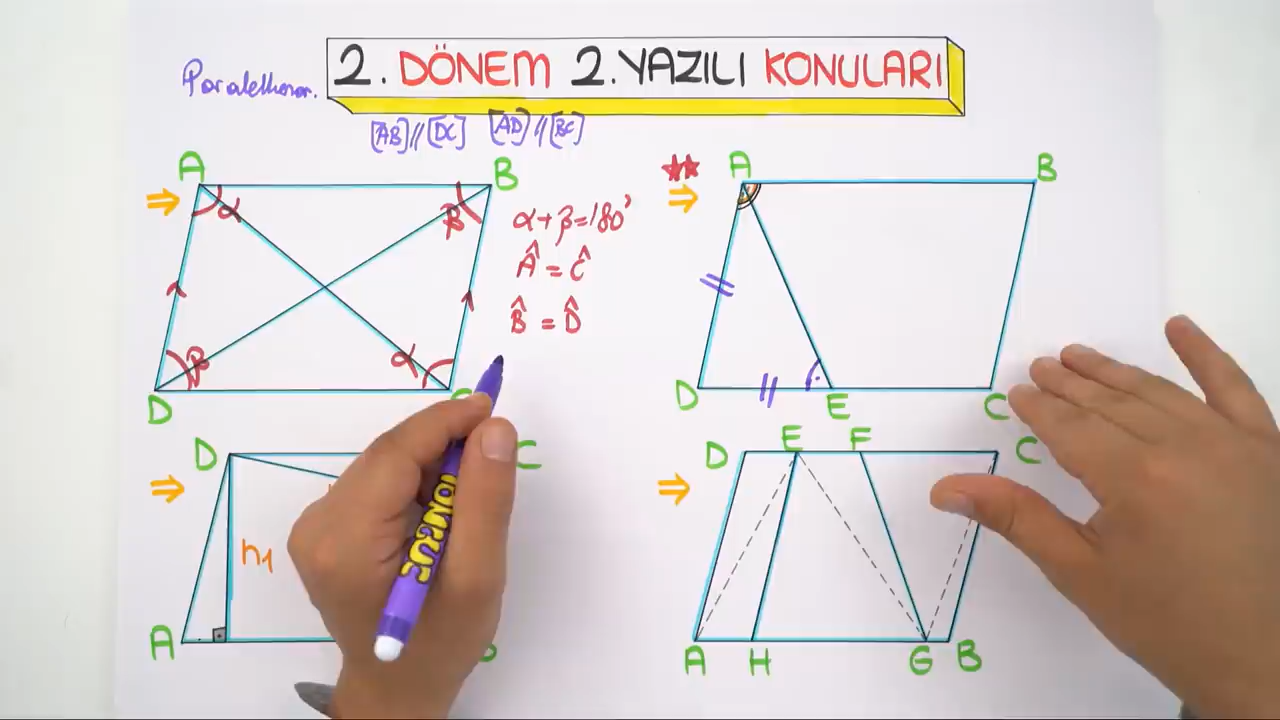 2. DÖNEM 2. YAZILI KONULARI
Paralelkenar.
[AB] // [DC] [AD] // [BC]
A B
α β
β α
D
α + β = 180°
Â = Ĉ
B̂ = D̂
A B
D E C
D C
h1
A
D E F C
A H G B